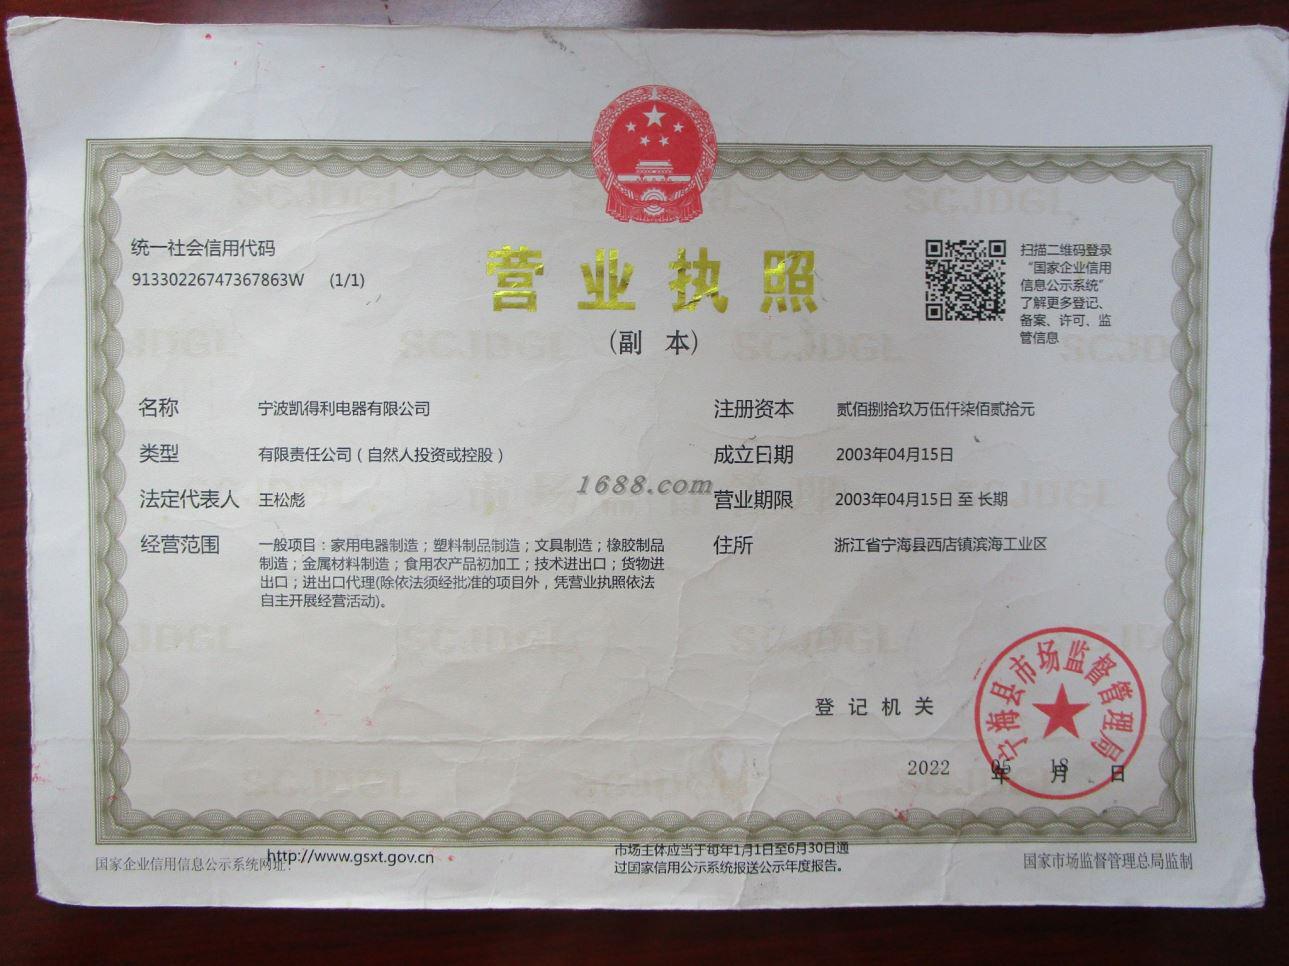 统一社会信用代码
91330226747367863W (1/1)
营业执照
(副 本)
扫描二维码登录
“国家企业信用
信息公示系统”
了解更多登记、
备案、许可、监
管信息
名称 宁波凯得利电器有限公司
类型 有限责任公司（自然人投资或控股）
法定代表人 王松彪
经营范围 一般项目：家用电器制造；塑料制品制造；文具制造；橡胶制品
制造；金属材料制造；食用农产品初加工；技术进出口；货物进
出口；进出口代理(除依法须经批准的项目外，凭营业执照依法
自主开展经营活动)。
注册资本 贰佰捌拾玖万伍仟柒佰贰拾元
成立日期 2003年04月15日
营业期限 2003年04月15日 至 长期
住所 浙江省宁海县西店镇滨海工业区
1688.com
登记机关
宁海县市场监督管理局
2022 年 05 月 18 日
国家企业信用信息公示系统网址： http://www.gsxt.gov.cn
市场主体应当于每年1月1日至6月30日通
过国家信用公示系统报送公示年度报告。
国家市场监督管理总局监制
SCJDGL